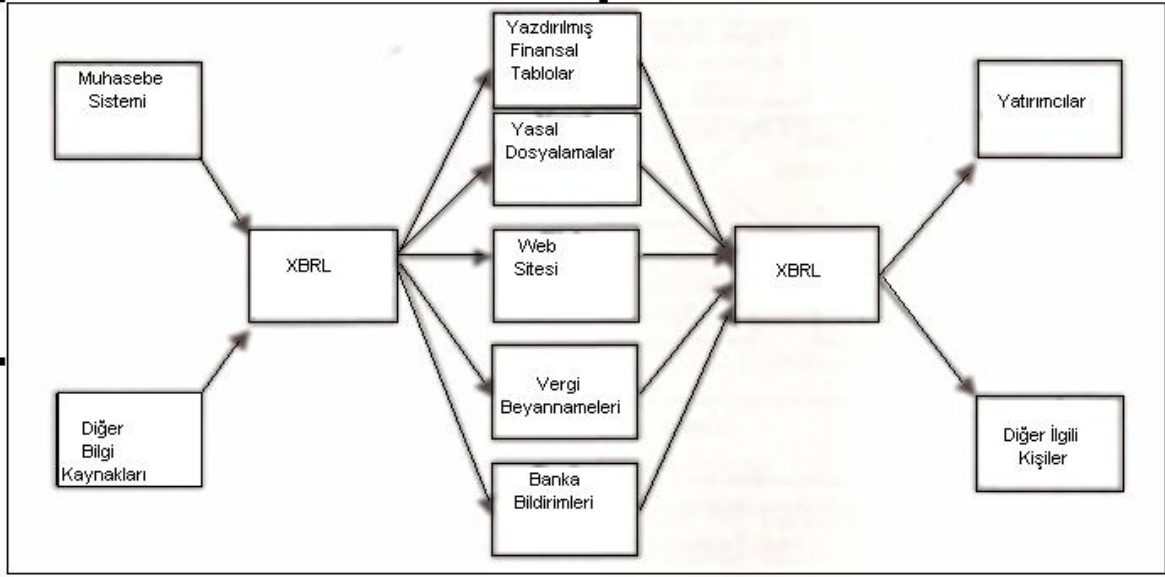 Muhasebe
Sistemi
Diğer
Bilgi
Kaynakları
XBRL
Yazdırılmış
Finansal
Tablolar
Yasal
Dosyalamalar
Web
Sitesi
Vergi
Beyannameleri
Banka
Bildirimleri
XBRL
Yatırımcılar
Diğer İlgili
Kişiler